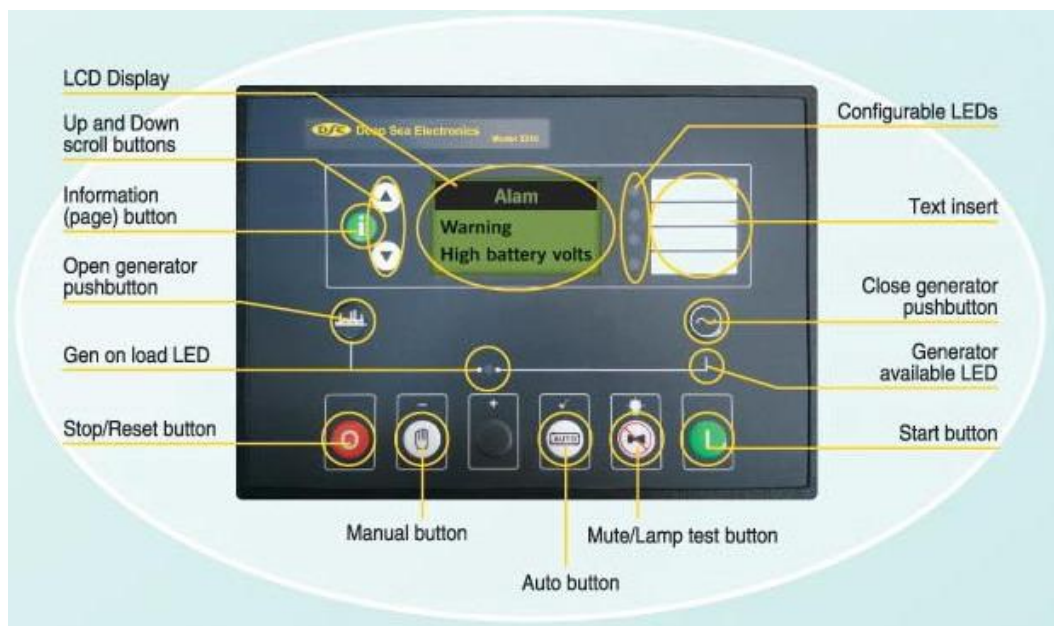 LCD Display
Up and Down
scroll buttons
Information
(page) button
Open generator
pushbutton
Gen on load LED
Stop/Reset button
Manual button
Auto button
Mute/Lamp test button
Configurable LEDs
Text insert
Close generator
pushbutton
Generator
available LED
Start button
DSE Deep Sea Electronics
Alam
Warning
High battery volts
i
AUTO